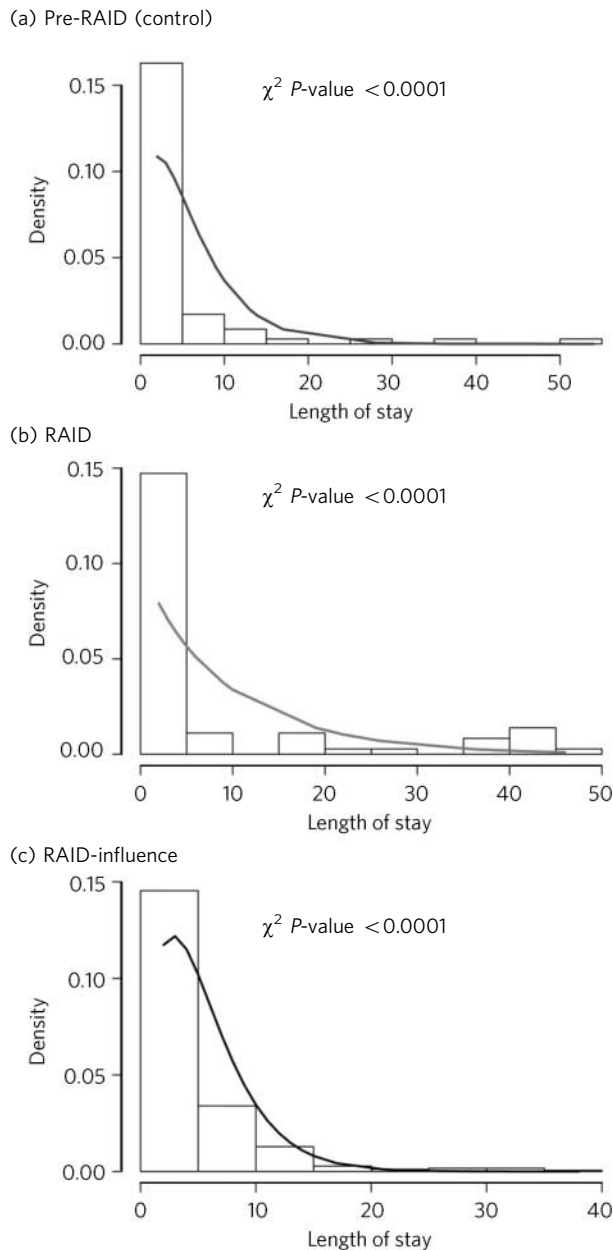 (a) Pre-RAID (control)
χ² P-value <0.0001
0.15
0.10
0.05
0.00
Density
0 10 20 30 40 50
Length of stay
(b) RAID
χ² P-value <0.0001
0.15
0.10
0.05
0.00
Density
0 10 20 30 40 50
Length of stay
(c) RAID-influence
χ² P-value <0.0001
0.15
0.10
0.05
0.00
Density
0 10 20 30 40
Length of stay